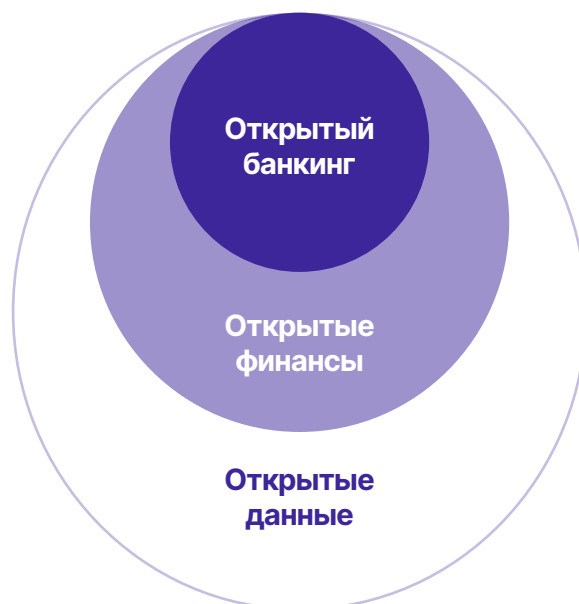 Открытый
банкинг
Открытые
финансы
Открытые
данные